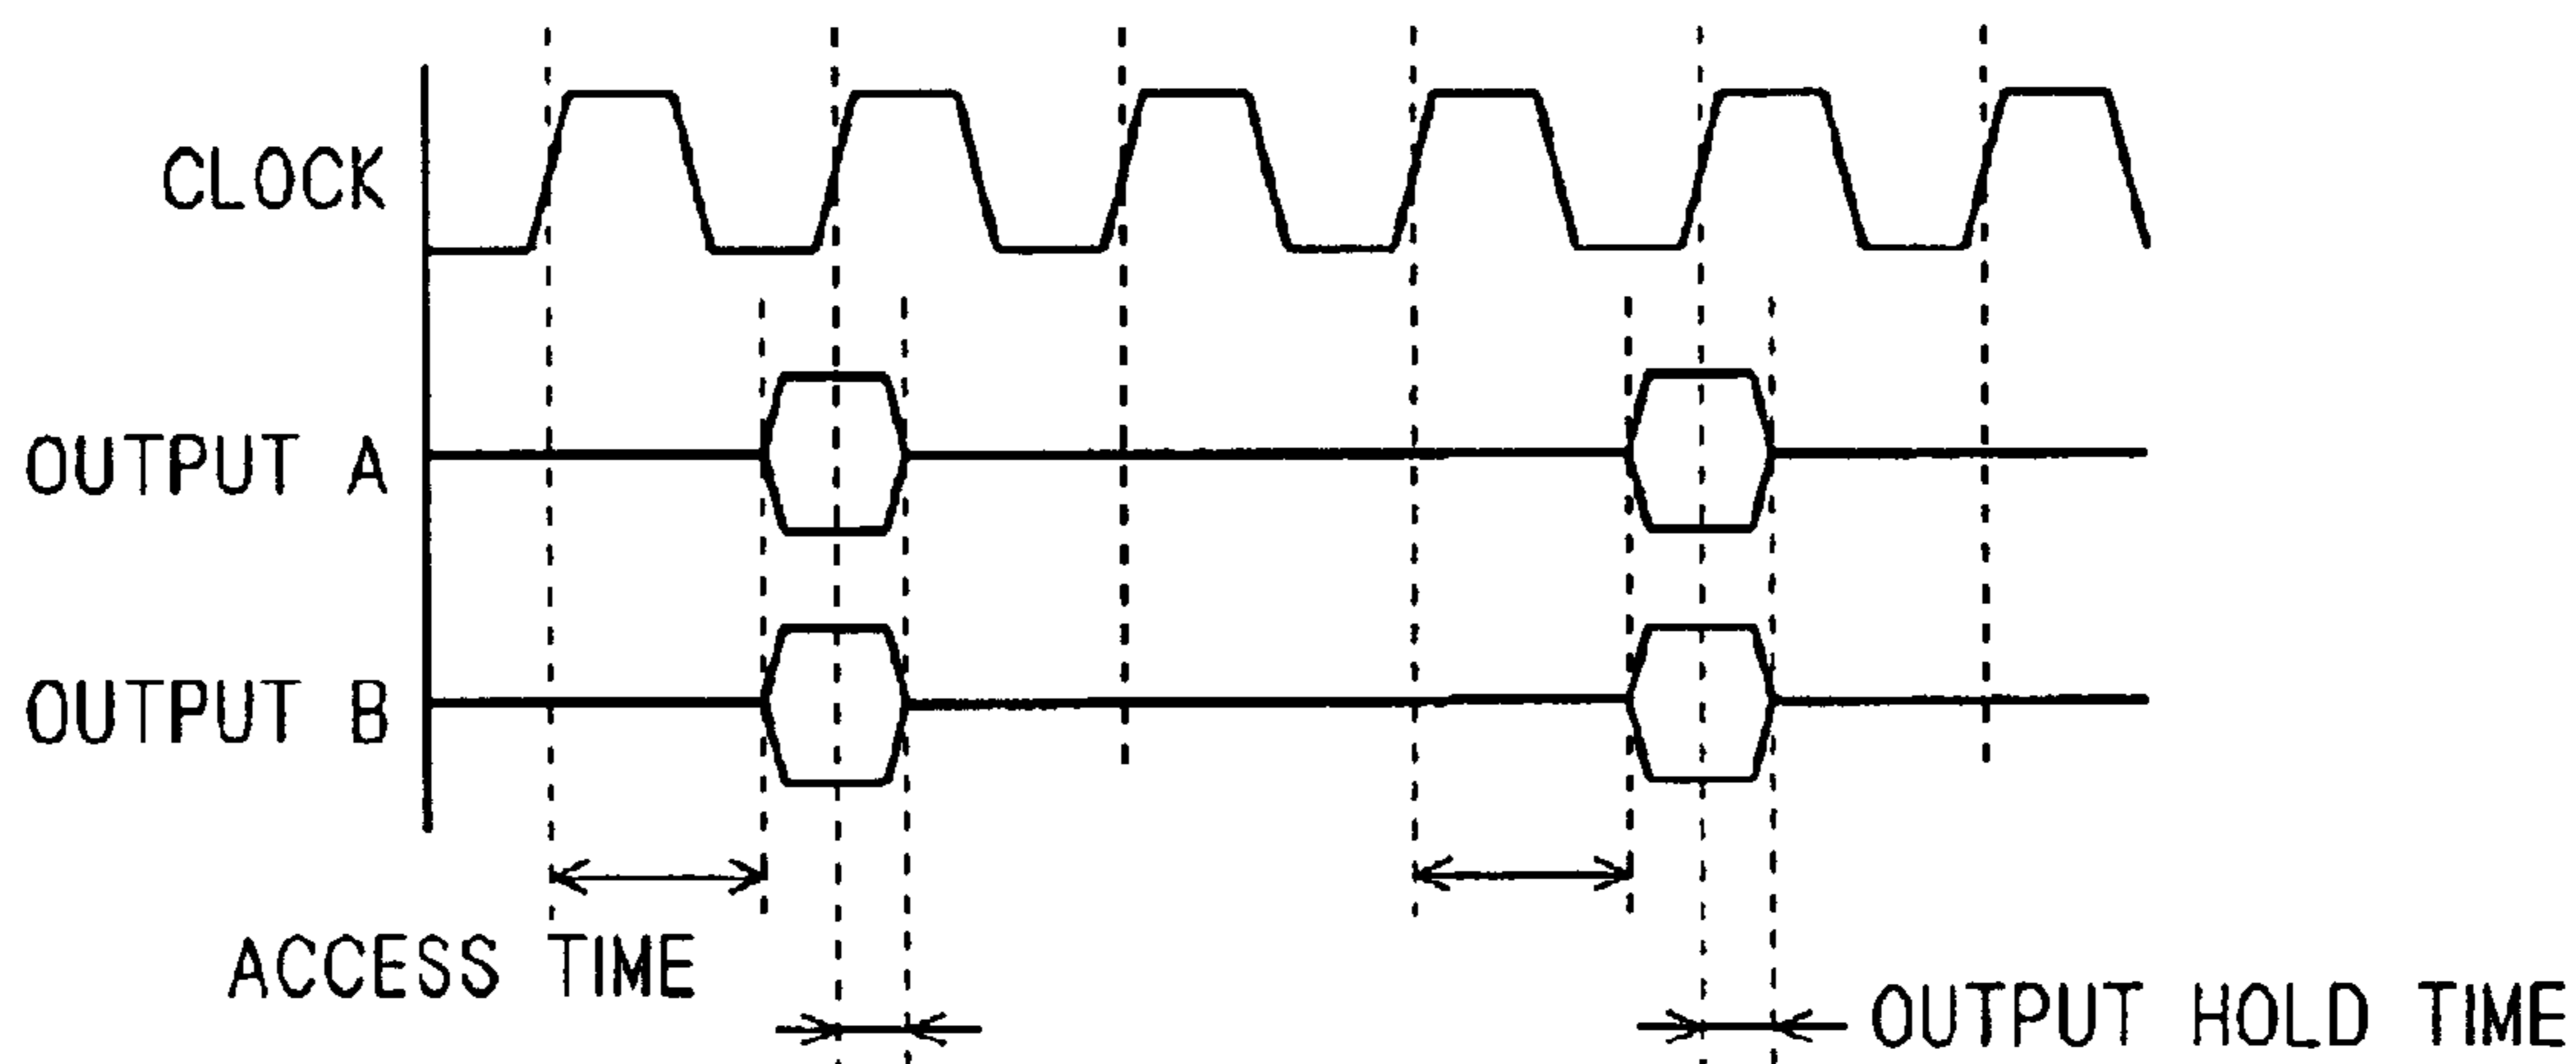 CLOCK
OUTPUT A
OUTPUT B
ACCESS TIME
OUTPUT HOLD TIME